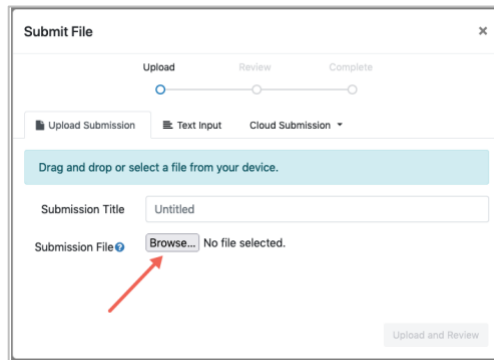 Submit File ×
Upload Review Complete
Upload Submission Text Input Cloud Submission
Drag and drop or select a file from your device.
Submission Title Untitled
Submission File Browse... No file selected.
Upload and Review